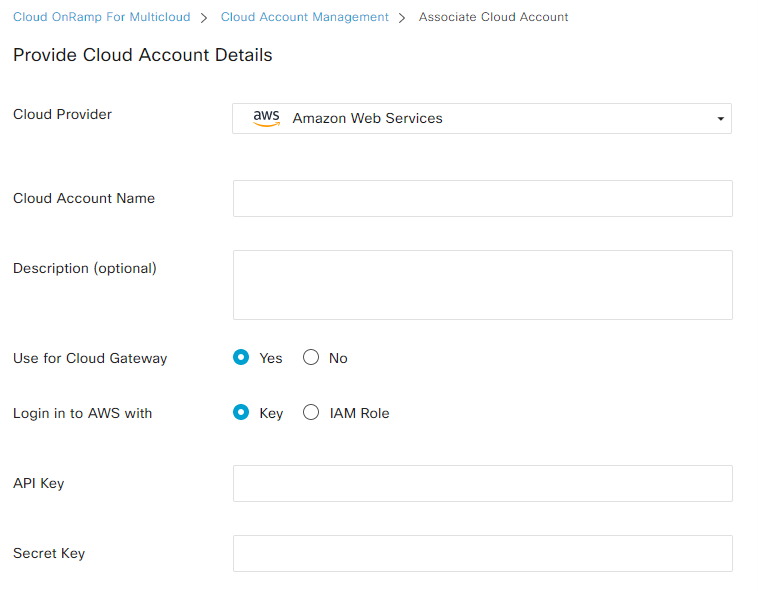 Cloud OnRamp For Multicloud > Cloud Account Management > Associate Cloud Account
Provide Cloud Account Details
Cloud Provider aws Amazon Web Services
Cloud Account Name
Description (optional)
Use for Cloud Gateway Yes No
Login in to AWS with Key IAM Role
API Key
Secret Key